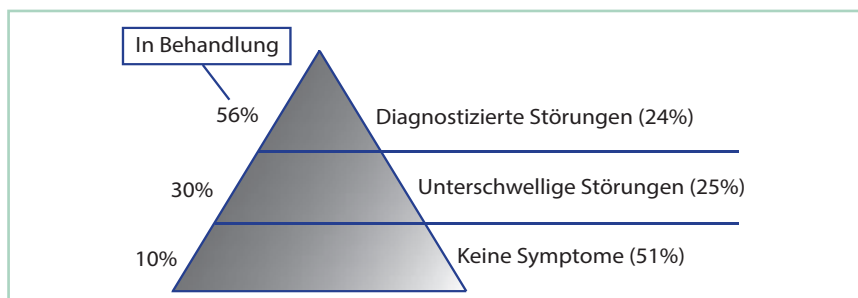 In Behandlung
56% Diagnostizierte Störungen (24%)
30% Unterschwellige Störungen (25%)
10% Keine Symptome (51%)